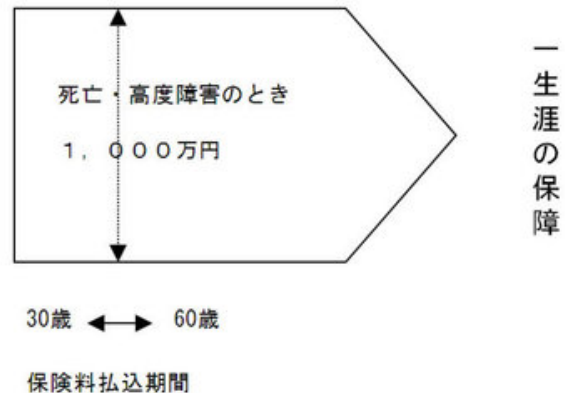 死亡・高度障害のとき
1,000万円
一生涯の保障
30歳 60歳
保険料払込期間